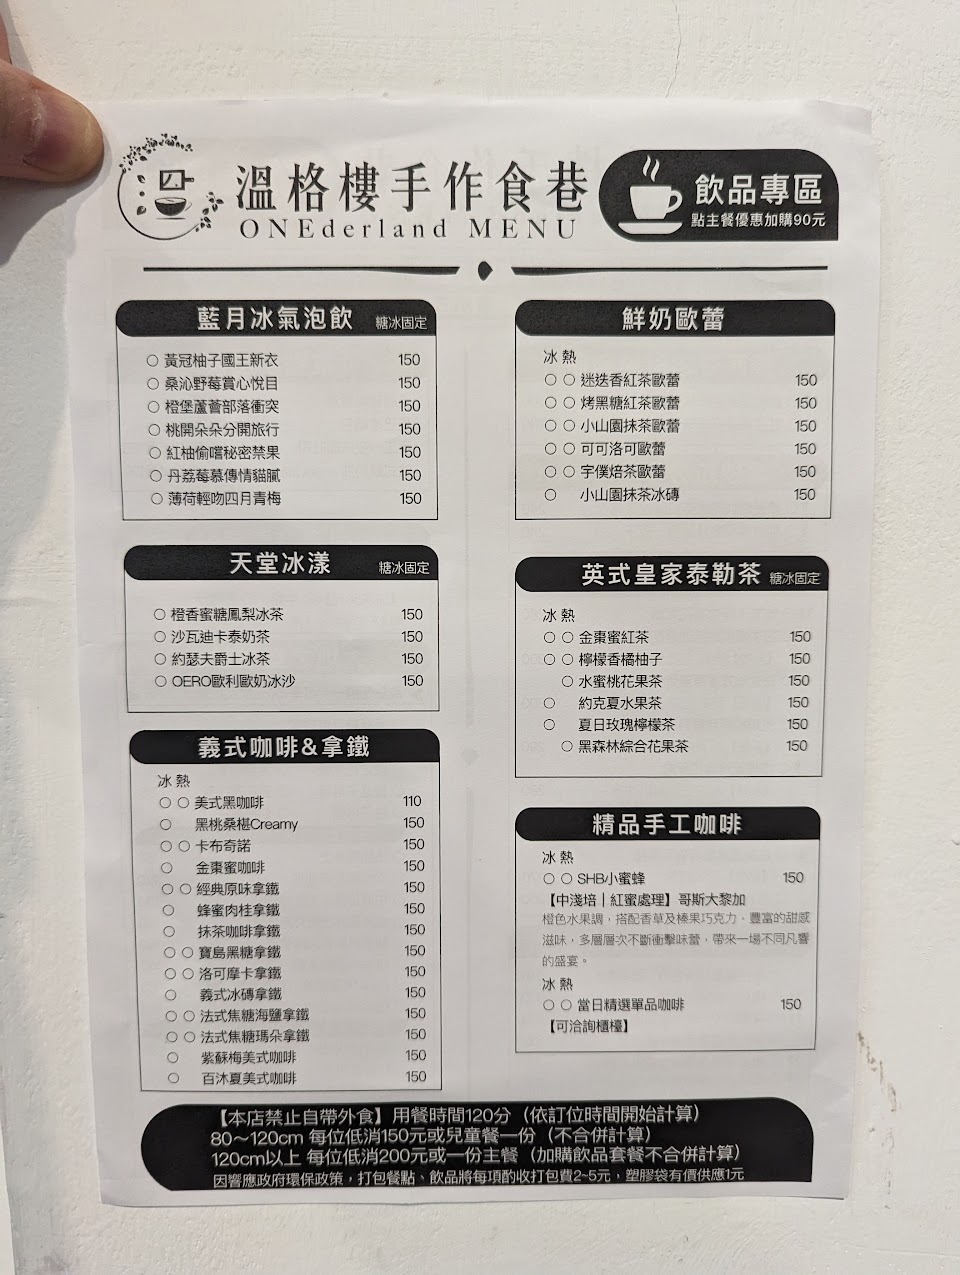 溫格樓手作食巷
ONEderland MENU
飲品專區
點主餐優惠加購90元
藍月冰氣泡飲 糖冰固定
○ 黃冠柚子國王新衣 150
○ 桑沁野莓賞心悅目 150
○ 橙堡蘆薈部落衝突 150
○ 桃開朵朵分開旅行 150
○ 紅柚偷嚐秘密禁果 150
○ 丹荔莓慕傳情貓膩 150
○ 薄荷輕吻四月青梅 150
天堂冰漾 糖冰固定
○ 橙香蜜糖鳳梨冰茶 150
○ 沙瓦迪卡泰奶茶 150
○ 約瑟夫爵士冰茶 150
○ OERO歐利歐奶冰沙 150
義式咖啡&拿鐵
冰 熱
○ ○ 美式黑咖啡 110
○ 黑桃桑椹Creamy 150
○ ○ 卡布奇諾 150
○ 金棗蜜咖啡 150
○ ○ 經典原味拿鐵 150
○ 蜂蜜肉桂拿鐵 150
○ 抹茶咖啡拿鐵 150
○ ○ 寶島黑糖拿鐵 150
○ ○ 洛可摩卡拿鐵 150
○ 義式冰磚拿鐵 150
○ ○ 法式焦糖海鹽拿鐵 150
○ ○ 法式焦糖瑪朵拿鐵 150
○ 紫蘇梅美式咖啡 150
○ 百沐夏美式咖啡 150
鮮奶歐蕾
冰 熱
○ ○ 迷迭香紅茶歐蕾 150
○ ○ 烤黑糖紅茶歐蕾 150
○ ○ 小山園抹茶歐蕾 150
○ ○ 可可洛可歐蕾 150
○ ○ 宇僕焙茶歐蕾 150
○ 小山園抹茶冰磚 150
英式皇家泰勒茶 糖冰固定
冰 熱
○ ○ 金棗蜜紅茶 150
○ ○ 檸檬香橘柚子 150
○ 水蜜桃花果茶 150
○ 約克夏水果茶 150
○ 夏日玫瑰檸檬茶 150
○ 黑森林綜合花果茶 150
精品手工咖啡
冰 熱
○ ○ SHB小蜜蜂 150
【中淺培｜紅蜜處理】哥斯大黎加
橙色水果調，搭配香草及榛果巧克力，豐富的甜感
滋味，多層層次不斷衝擊味蕾，帶來一場不同凡響
的盛宴。
冰 熱
○ ○ 當日精選單品咖啡 150
【可洽詢櫃檯】
【本店禁止自帶外食】用餐時間120分（依訂位時間開始計算）
80～120cm 每位低消150元或兒童餐一份（不合併計算）
120cm以上 每位低消200元或一份主餐（加購飲品套餐不合併計算）
因響應政府環保政策，打包餐點、飲品將每項酌收打包費2~5元，塑膠袋有價供應1元